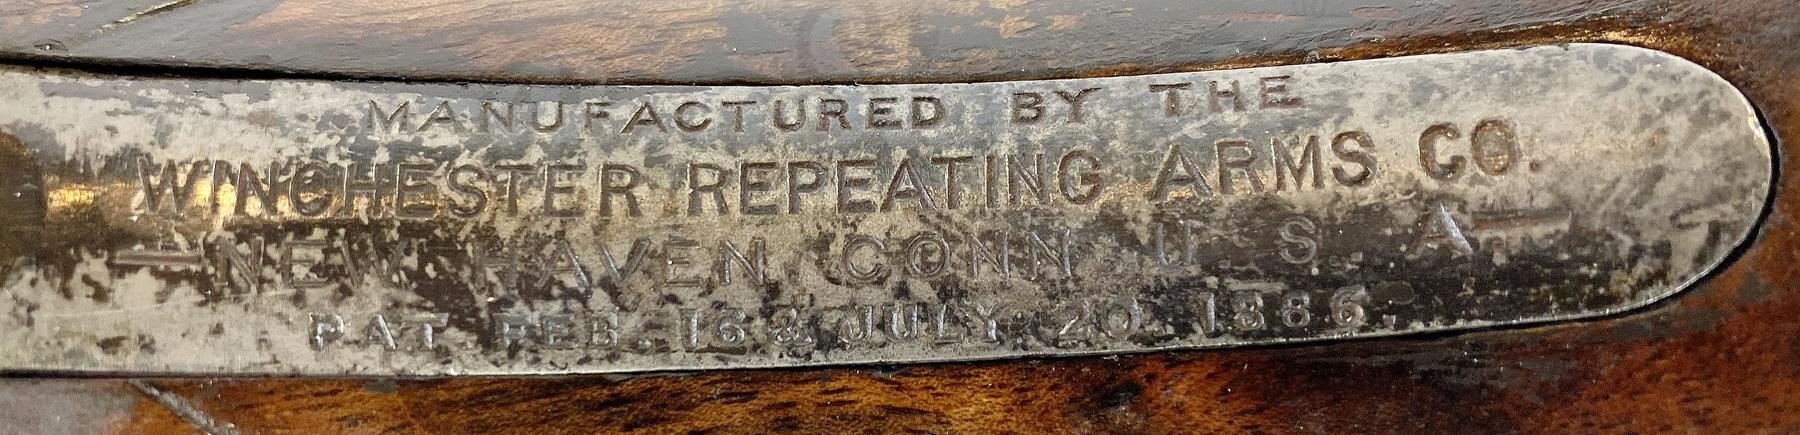 MANUFACTURED BY THE
WINCHESTER REPEATING ARMS CO.
—NEW HAVEN CONN. U. S. A—
PAT. FEB. 16 & JULY 20. 1886.